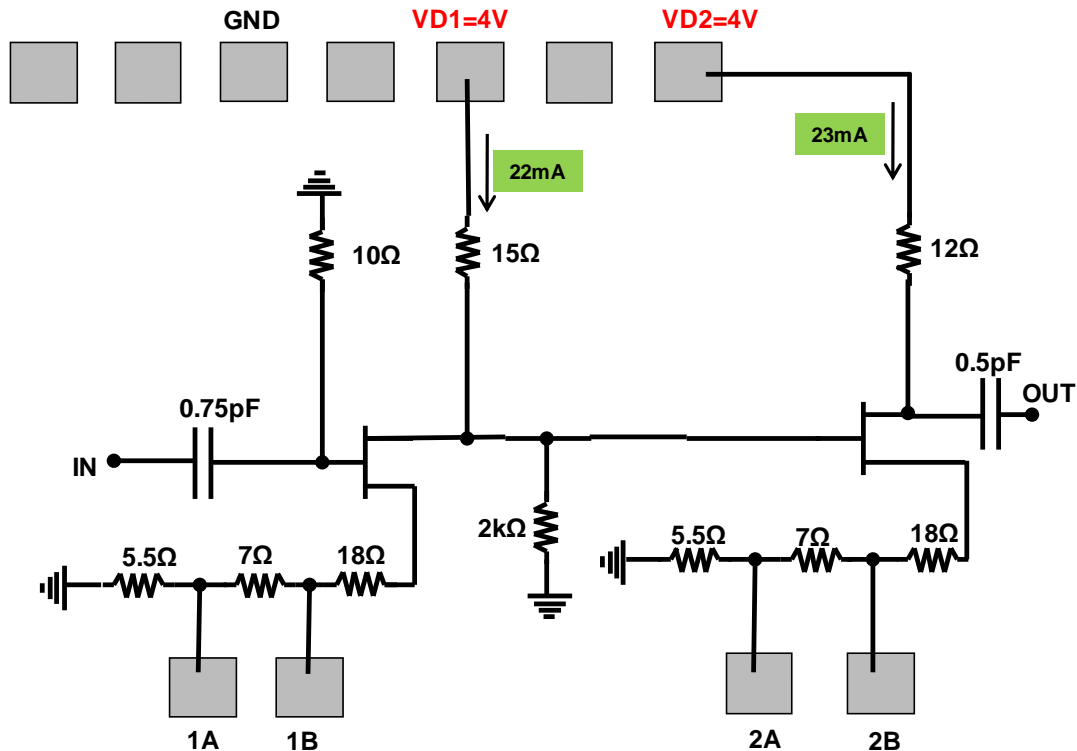 GND VD1=4V VD2=4V
23mA
22mA
10Ω 15Ω 12Ω
0.5pF
0.75pF OUT
IN
2kΩ
5.5Ω 7Ω 18Ω 5.5Ω 7Ω 18Ω
1A 1B 2A 2B